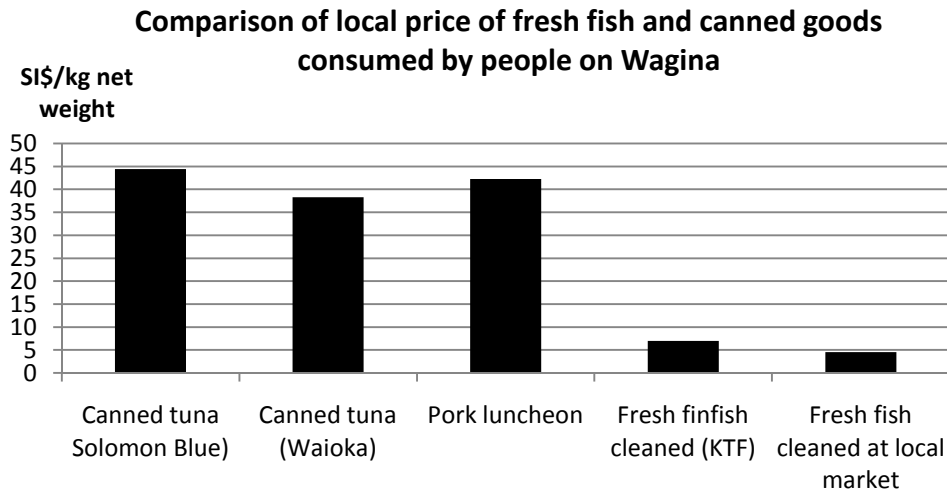 Comparison of local price of fresh fish and canned goods
consumed by people on Wagina
SI$/kg net
weight
50
45
40
35
30
25
20
15
10
5
0
Canned tuna
Solomon Blue)
Canned tuna
(Waioka)
Pork luncheon
Fresh finfish
cleaned (KTF)
Fresh fish
cleaned at local
market